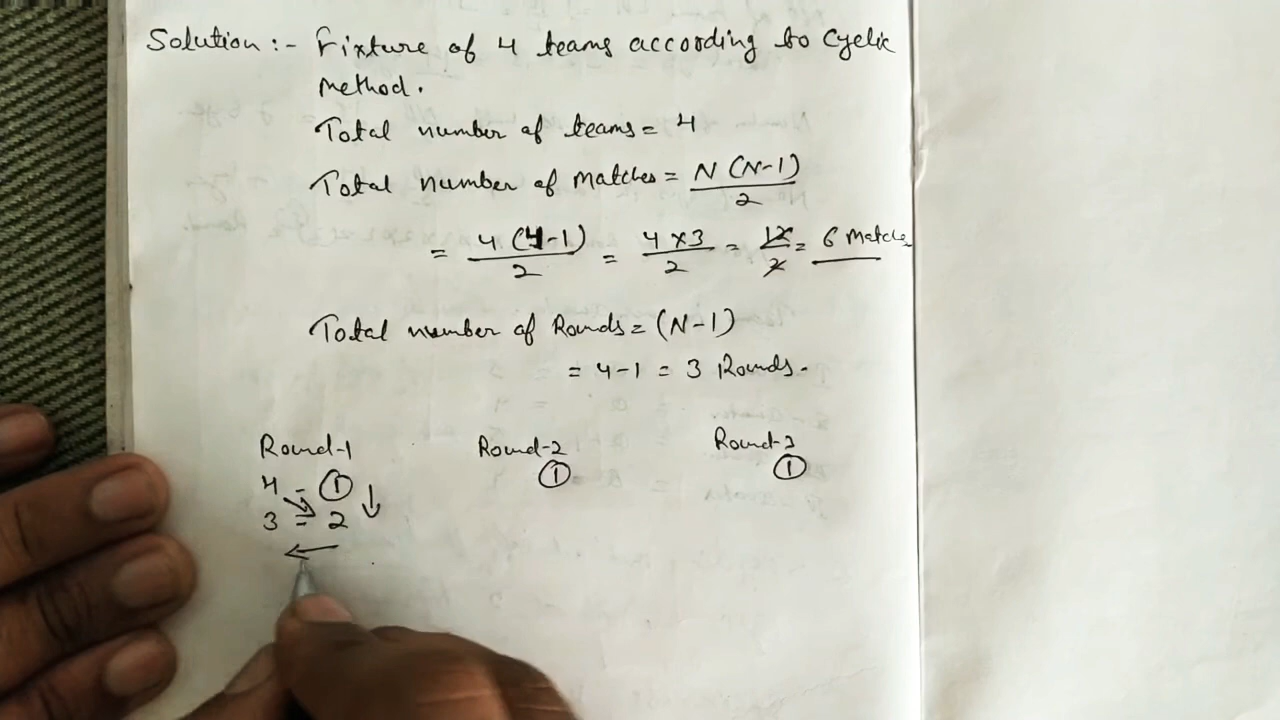 Solution :- Fixture of 4 teams according to cyclic
method.
Total number of teams = 4
Total number of Matches = N (N-1) / 2
= 4 (4-1) / 2 = 4 × 3 / 2 = 12 / 2 = 6 Matche
Total number of Rounds = (N-1)
= 4-1 = 3 Rounds.
Round-1 Round-2 Round-3
4 - ① ① ①
3 - 2